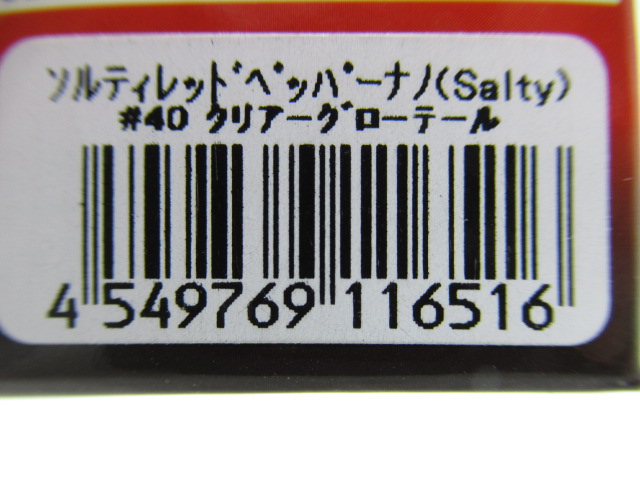 ソルティレッドペッパーナノ(Salty)
#40 クリアーグローテール
4 549769 116516